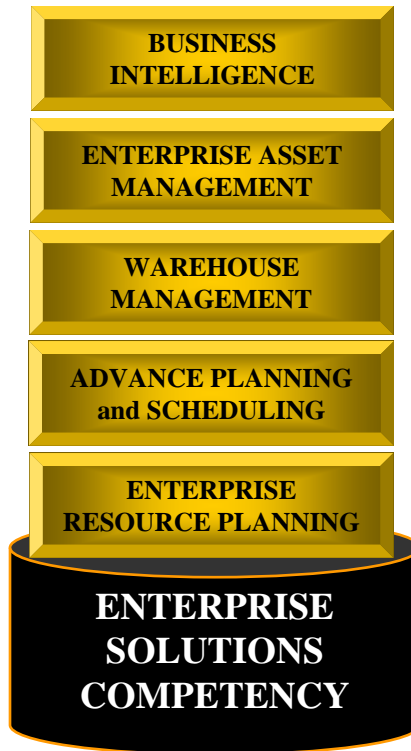 BUSINESS
INTELLIGENCE
ENTERPRISE ASSET
MANAGEMENT
WAREHOUSE
MANAGEMENT
ADVANCE PLANNING
and SCHEDULING
ENTERPRISE
RESOURCE PLANNING
ENTERPRISE
SOLUTIONS
COMPETENCY